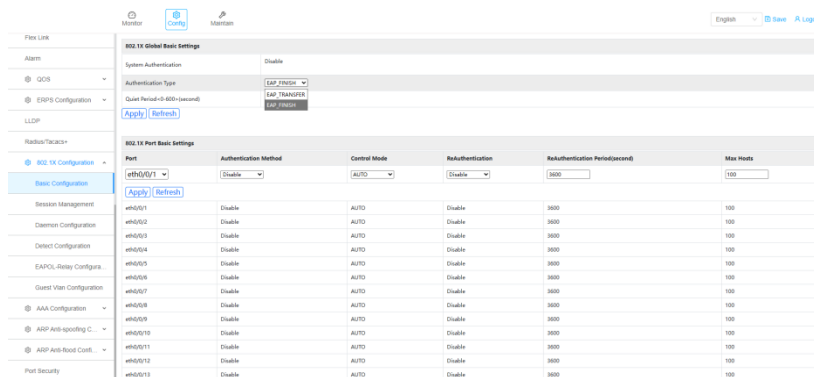 Monitor Config Maintain English Save Logo
Flex Link
Alarm
QOS
ERPS Configuration
LLDP
Radius/Tacacs+
802.1X Configuration
Basic Configuration
Session Management
Daemon Configuration
Detect Configuration
EAPOL-Relay Configura...
Guest Vlan Configuration
AAA Configuration
ARP Anti-spoofing C...
ARP Anti-flood Confi...
Port Security
802.1X Global Basic Settings
System Authentication Disable
Authentication Type EAP_FINISH
EAP_TRANSFER
EAP_FINISH
Quiet Period<0-600>(second)
Apply Refresh
802.1X Port Basic Settings
Port Authentication Method Control Mode ReAuthentication ReAuthentication Period(second) Max Hosts
eth0/0/1 Disable AUTO Disable 3600 100
Apply Refresh
eth0/0/1 Disable AUTO Disable 3600 100
eth0/0/2 Disable AUTO Disable 3600 100
eth0/0/3 Disable AUTO Disable 3600 100
eth0/0/4 Disable AUTO Disable 3600 100
eth0/0/5 Disable AUTO Disable 3600 100
eth0/0/6 Disable AUTO Disable 3600 100
eth0/0/7 Disable AUTO Disable 3600 100
eth0/0/8 Disable AUTO Disable 3600 100
eth0/0/9 Disable AUTO Disable 3600 100
eth0/0/10 Disable AUTO Disable 3600 100
eth0/0/11 Disable AUTO Disable 3600 100
eth0/0/12 Disable AUTO Disable 3600 100
eth0/0/13 Disable AUTO Disable 3600 100